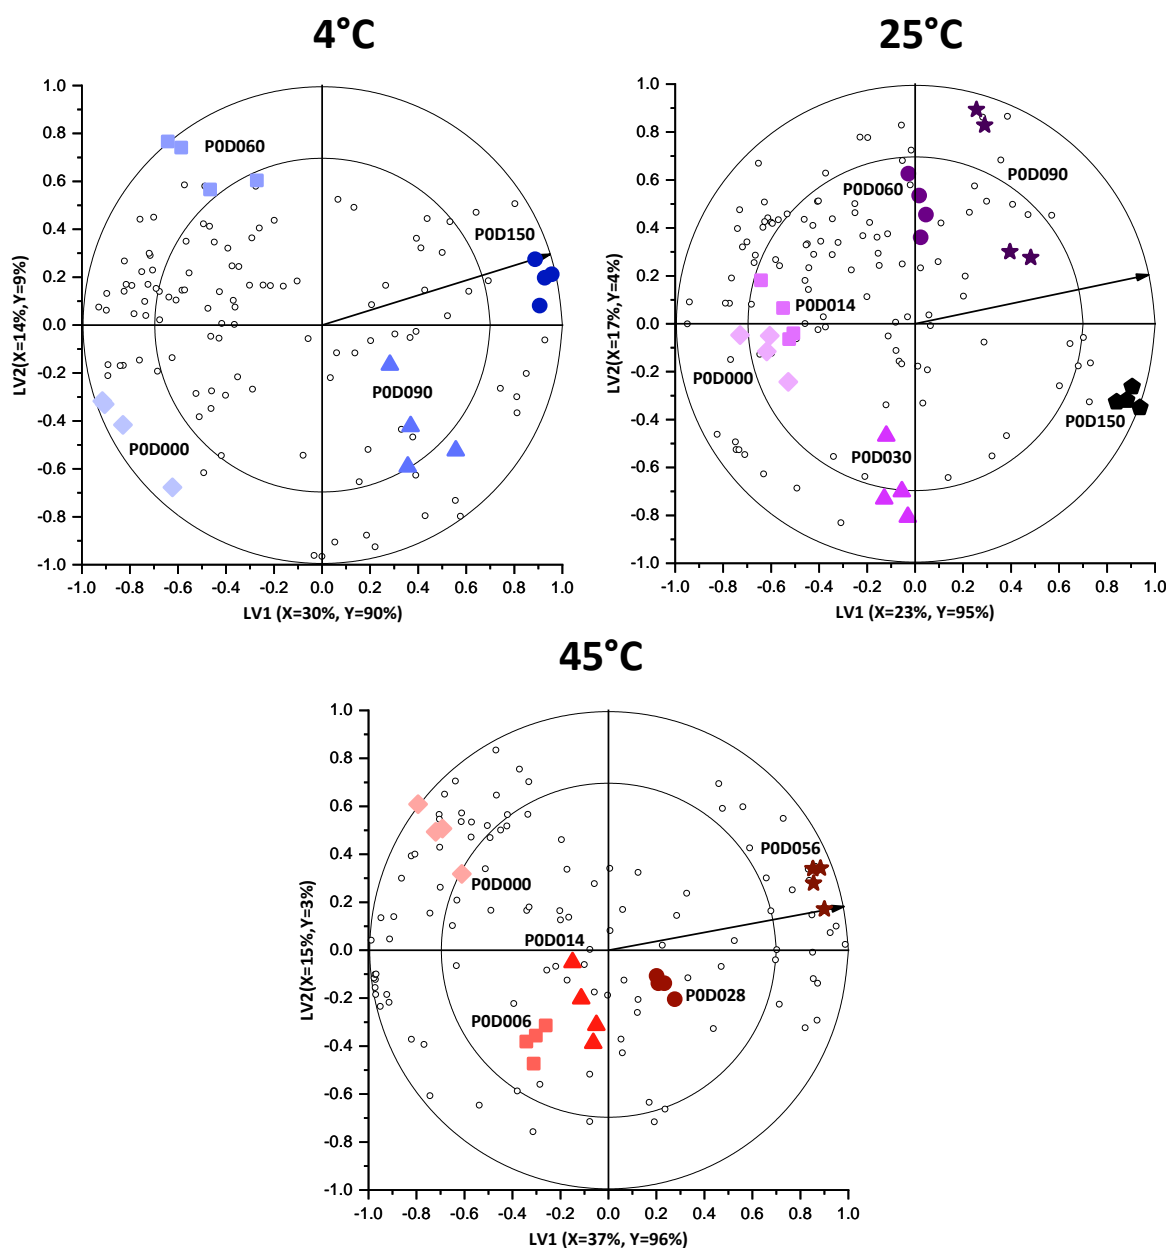 4°C
25°C
1.0
0.8
0.6
0.4
0.2
0.0
-0.2
-0.4
-0.6
-0.8
-1.0
LV2(X=14%,Y=9%)
P0D060
P0D150
P0D090
P0D000
-1.0 -0.8 -0.6 -0.4 -0.2 0.0 0.2 0.4 0.6 0.8 1.0
LV1 (X=30%, Y=90%)
1.0
0.8
0.6
0.4
0.2
0.0
-0.2
-0.4
-0.6
-0.8
-1.0
LV2(X=17%,Y=4%)
P0D090
P0D060
P0D014
P0D000
P0D150
P0D030
-1.0 -0.8 -0.6 -0.4 -0.2 0.0 0.2 0.4 0.6 0.8 1.0
LV1 (X=23%, Y=95%)
45°C
1.0
0.8
0.6
0.4
0.2
0.0
-0.2
-0.4
-0.6
-0.8
-1.0
LV2(X=15%,Y=3%)
P0D056
P0D000
P0D014
P0D028
P0D006
-1.0 -0.8 -0.6 -0.4 -0.2 0.0 0.2 0.4 0.6 0.8 1.0
LV1 (X=37%, Y=96%)